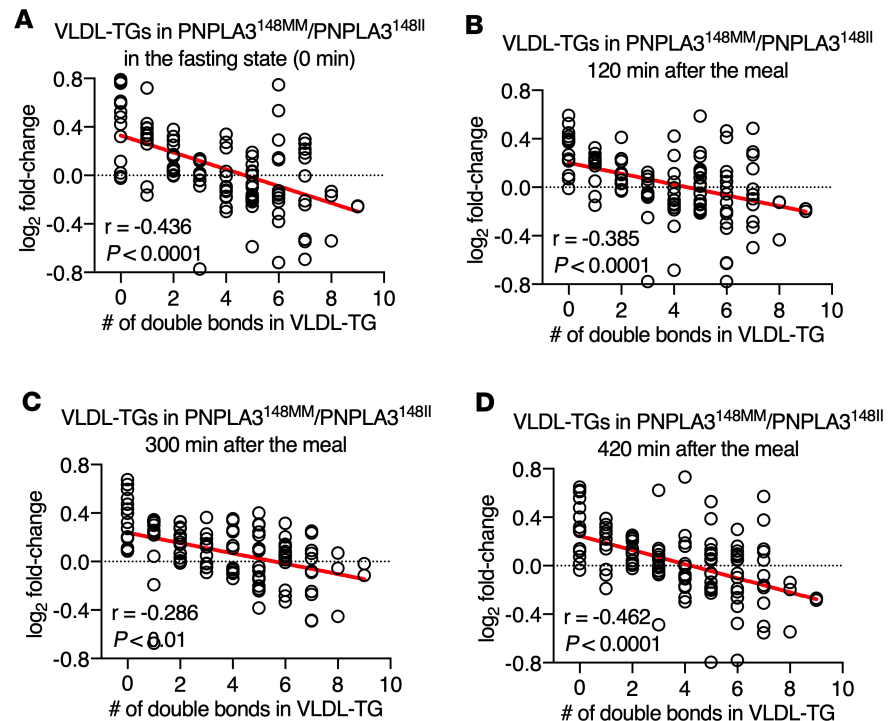 A
VLDL-TGs in PNPLA3148MM/PNPLA3148II
in the fasting state (0 min)
log2 fold-change
0.8
0.4
0.0
-0.4
-0.8
r = -0.436
P < 0.0001
0 2 4 6 8 10
# of double bonds in VLDL-TG
B
VLDL-TGs in PNPLA3148MM/PNPLA3148II
120 min after the meal
log2 fold-change
0.8
0.4
0.0
-0.4
-0.8
r = -0.385
P < 0.0001
0 2 4 6 8 10
# of double bonds in VLDL-TG
C
VLDL-TGs in PNPLA3148MM/PNPLA3148II
300 min after the meal
log2 fold-change
0.8
0.4
0.0
-0.4
-0.8
r = -0.286
P < 0.01
0 2 4 6 8 10
# of double bonds in VLDL-TG
D
VLDL-TGs in PNPLA3148MM/PNPLA3148II
420 min after the meal
log2 fold-change
0.8
0.4
0.0
-0.4
-0.8
r = -0.462
P < 0.0001
0 2 4 6 8 10
# of double bonds in VLDL-TG